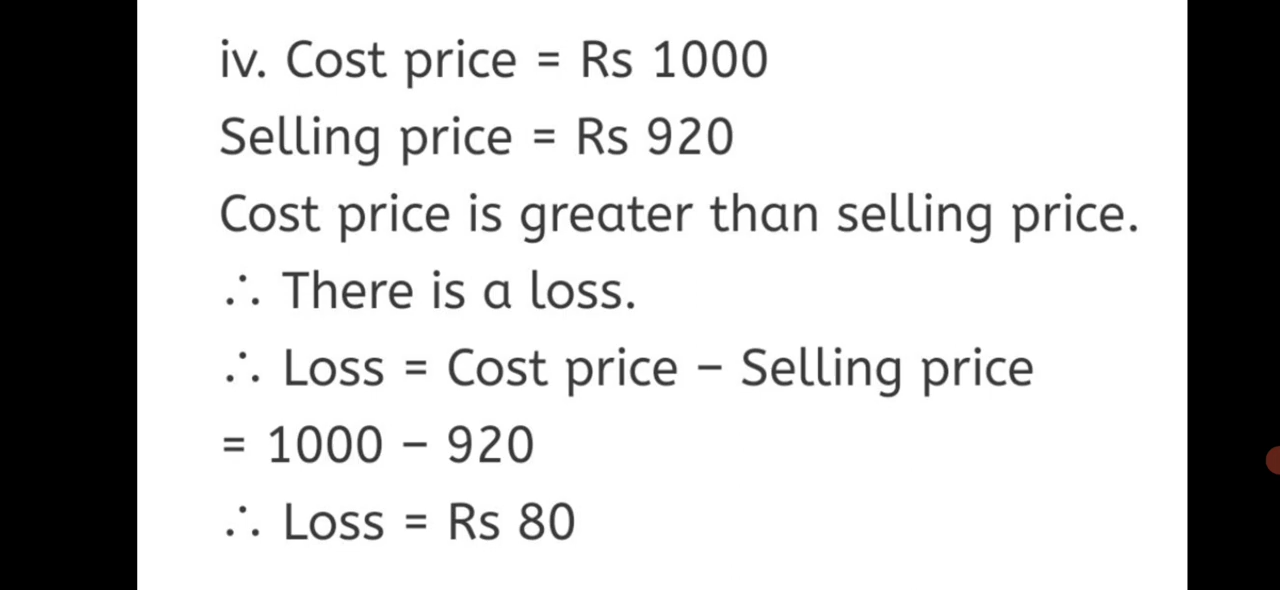 iv. Cost price = Rs 1000
Selling price = Rs 920
Cost price is greater than selling price.
∴ There is a loss.
∴ Loss = Cost price – Selling price
= 1000 – 920
∴ Loss = Rs 80